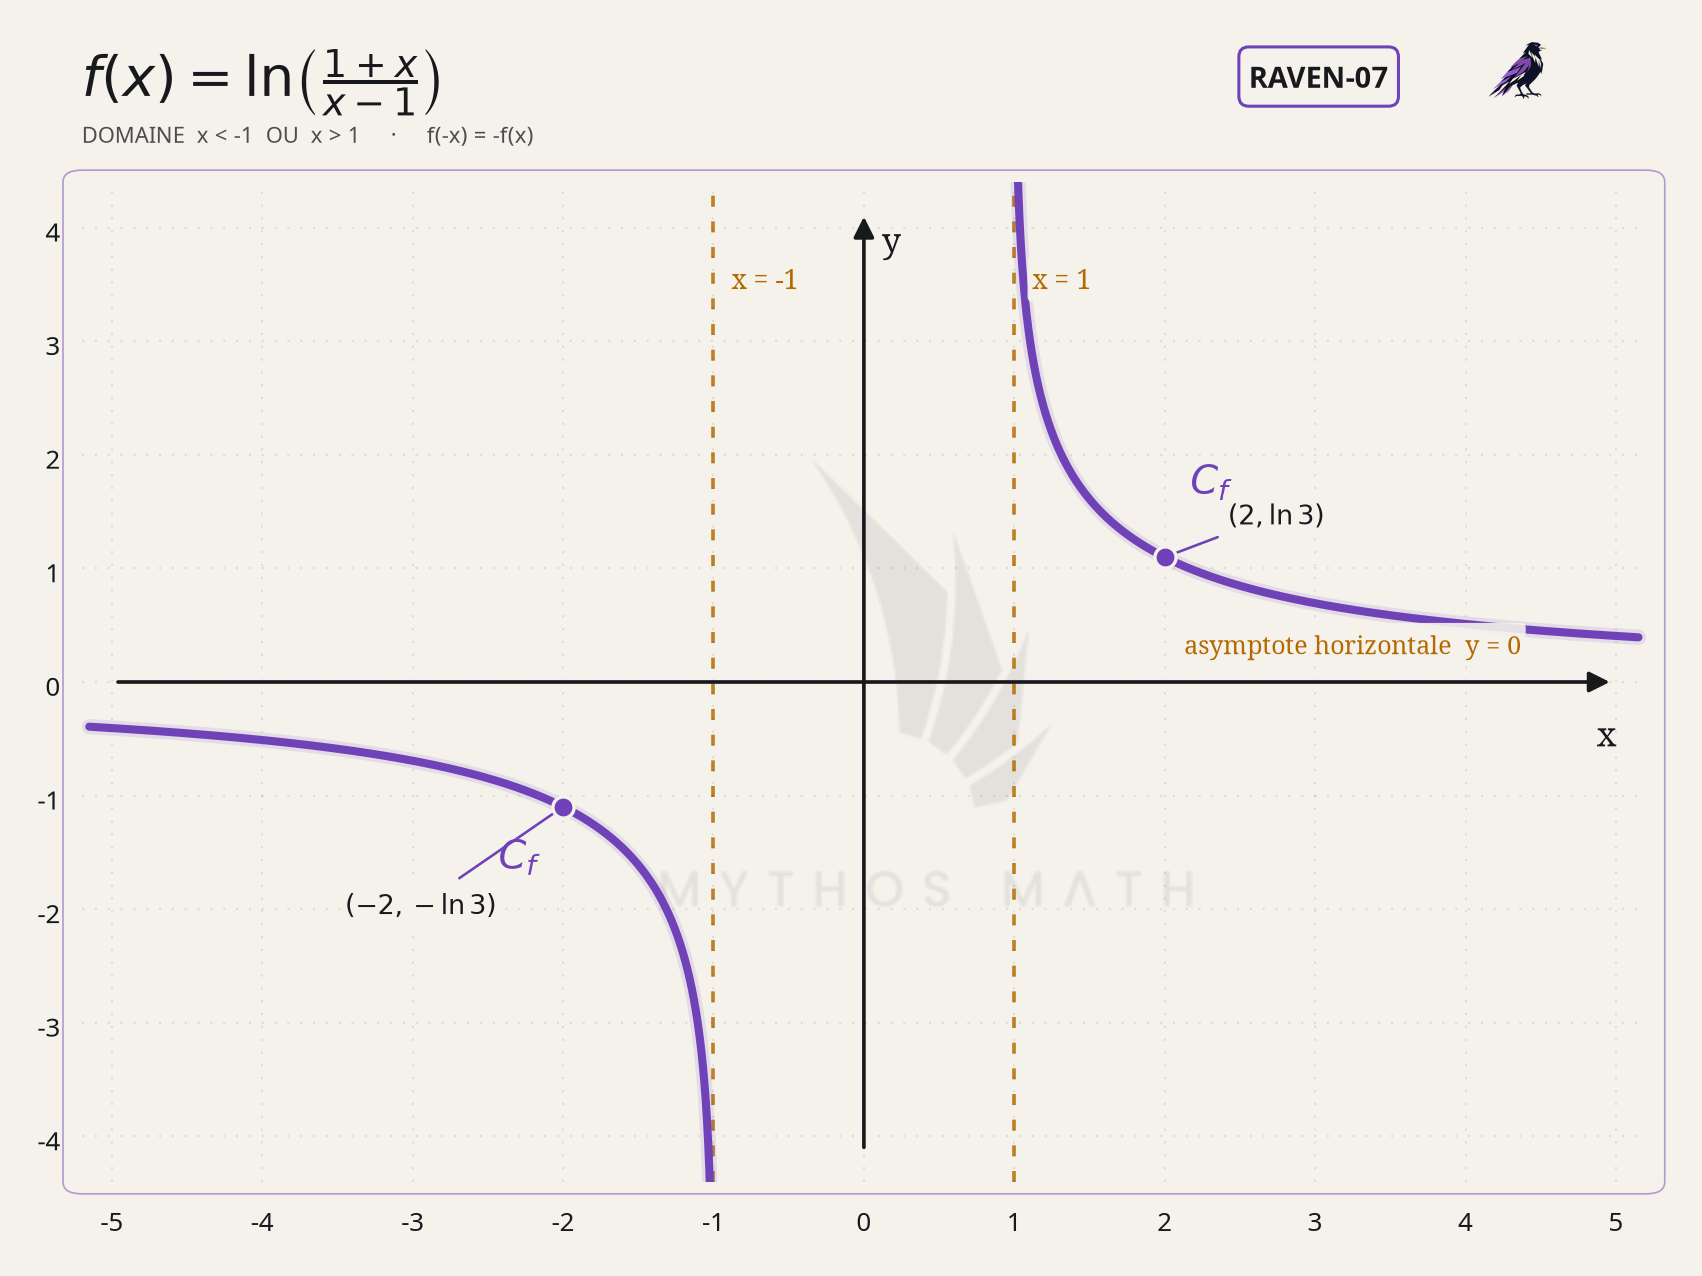 f(x) = ln((1 + x)/(x − 1))
RAVEN-07
DOMAINE x < -1 OU x > 1 · f(-x) = -f(x)
4
y
x = -1
x = 1
3
2
C_f
(2, ln 3)
1
asymptote horizontale y = 0
0
x
-1
C_f
(−2, − ln 3)
MYTHOS MATH
-2
-3
-4
-5 -4 -3 -2 -1 0 1 2 3 4 5